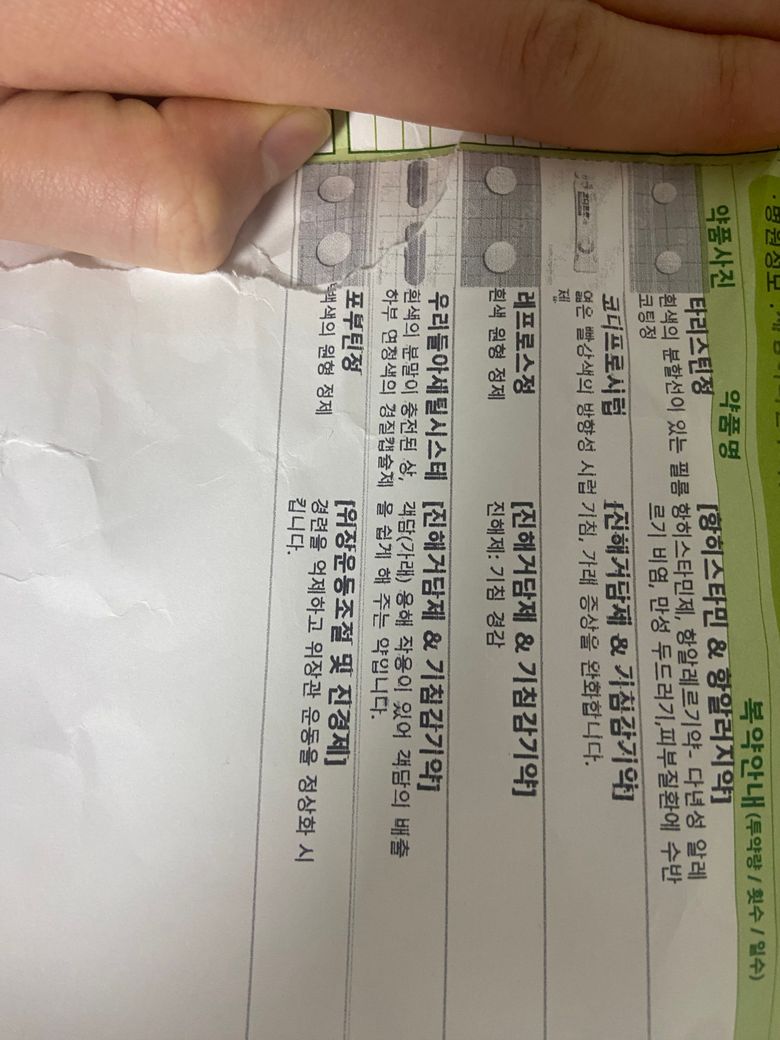 병원정보 :
약품사진 약품명 복약안내 (투약량 / 횟수 / 일수)
타리스틴정 [항히스타민 & 항알러지약]
흰색의 분할선이 있는 필름 항히스타민제, 항알레르기약- 다년성 알레
코팅정 르기 비염, 만성 두드러기,피부질환에 수반
코디프로시럽 [진해거담제 & 기침감기약]
엷은 빨강색의 방향성 시럽 기침, 가래 증상을 완화합니다.
제
레프로스정 [진해거담제 & 기침감기약]
흰색 원형 정제 진해제: 기침 경감
우리들아세틸시스테 [진해거담제 & 기침감기약]
흰색의 분말이 충전된 상, 객담(가래) 용해 작용이 있어 객담의 배출
하부 연청색의 경질캡슐제 을 쉽게 해 주는 약입니다.
포부틴정 [위장운동조절 및 진경제]
백색의 원형 정제 경련을 억제하고 위장관 운동을 정상화 시
킵니다.